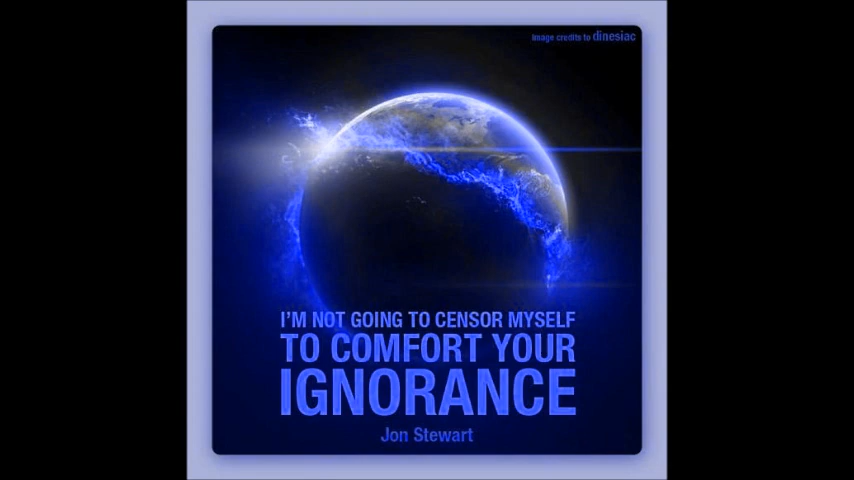 Image credits to dinesiac
I'M NOT GOING TO CENSOR MYSELF
TO COMFORT YOUR
IGNORANCE
Jon Stewart